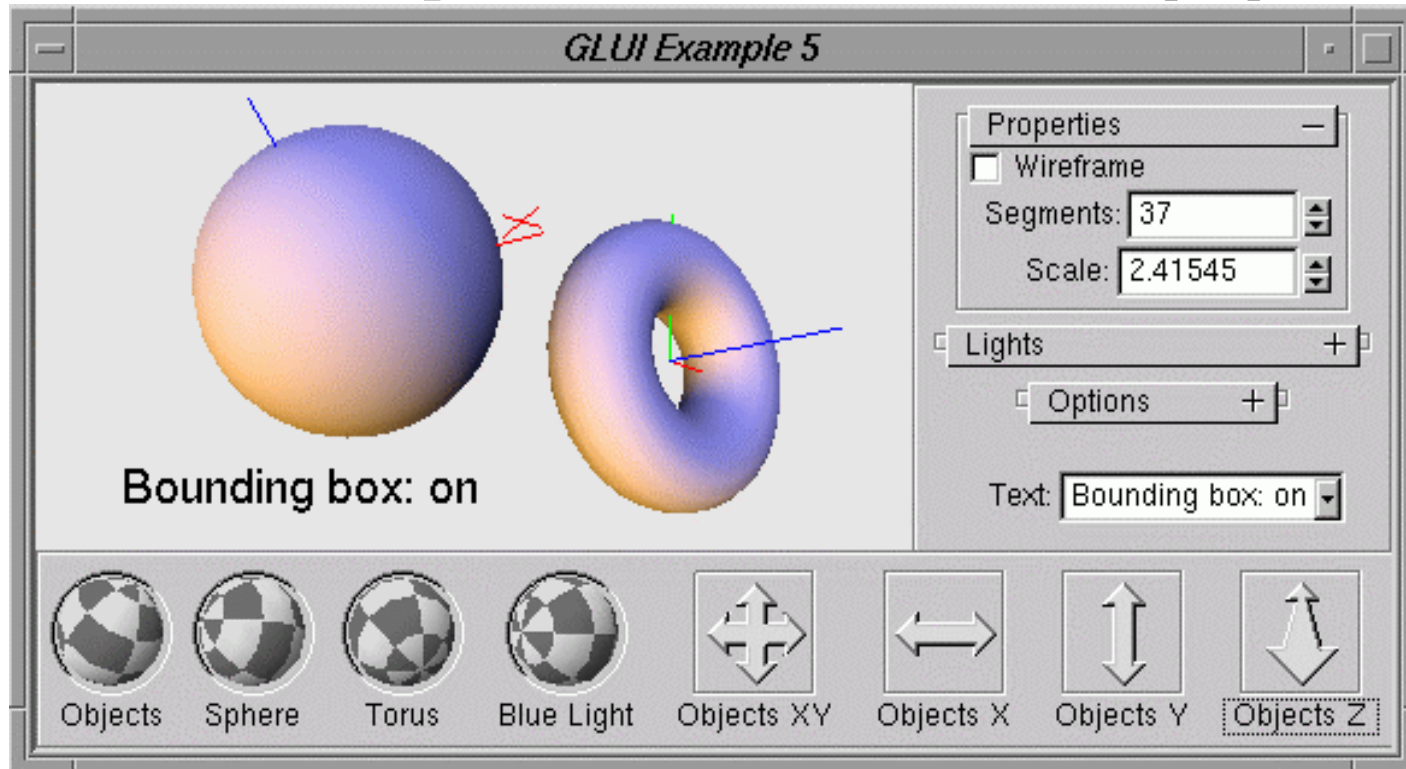 GLUI Example 5
Properties
Wireframe
Segments: 37
Scale: 2.41545
Lights
Options
Text: Bounding box: on
X
Bounding box: on
Objects
Sphere
Torus
Blue Light
Objects XY
Objects X
Objects Y
Objects Z